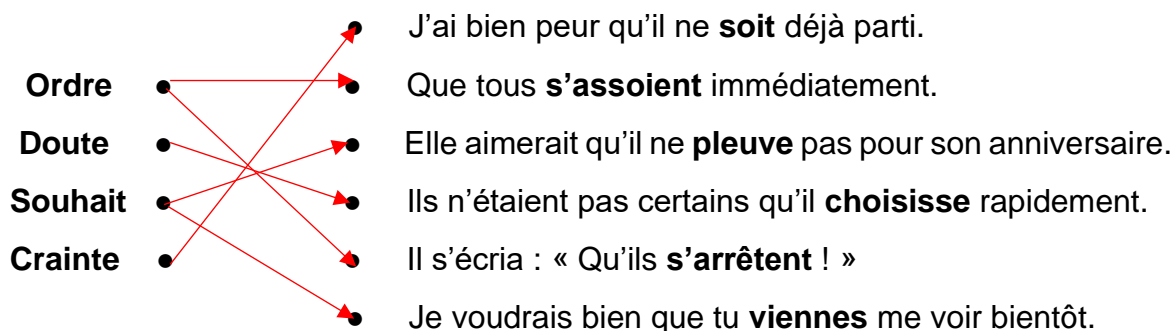 J'ai bien peur qu'il ne soit déjà parti.
Ordre Que tous s'assoient immédiatement.
Doute Elle aimerait qu'il ne pleuve pas pour son anniversaire.
Souhait Ils n'étaient pas certains qu'il choisisse rapidement.
Crainte Il s'écria : « Qu'ils s'arrêtent ! »
Je voudrais bien que tu viennes me voir bientôt.